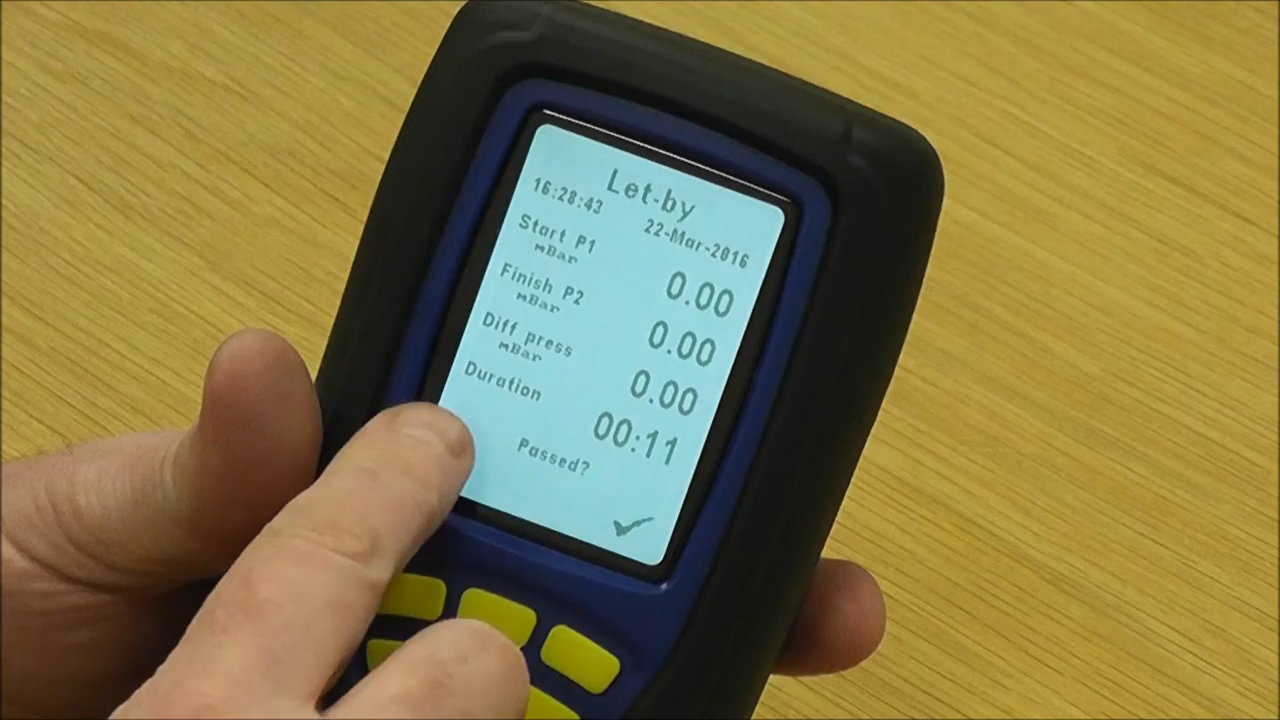 Let-by
16:28:43 22-Mar-2016
Start P1
mBar 0.00
Finish P2
mBar 0.00
Diff press
mBar 0.00
Duration
00:11
Passed?